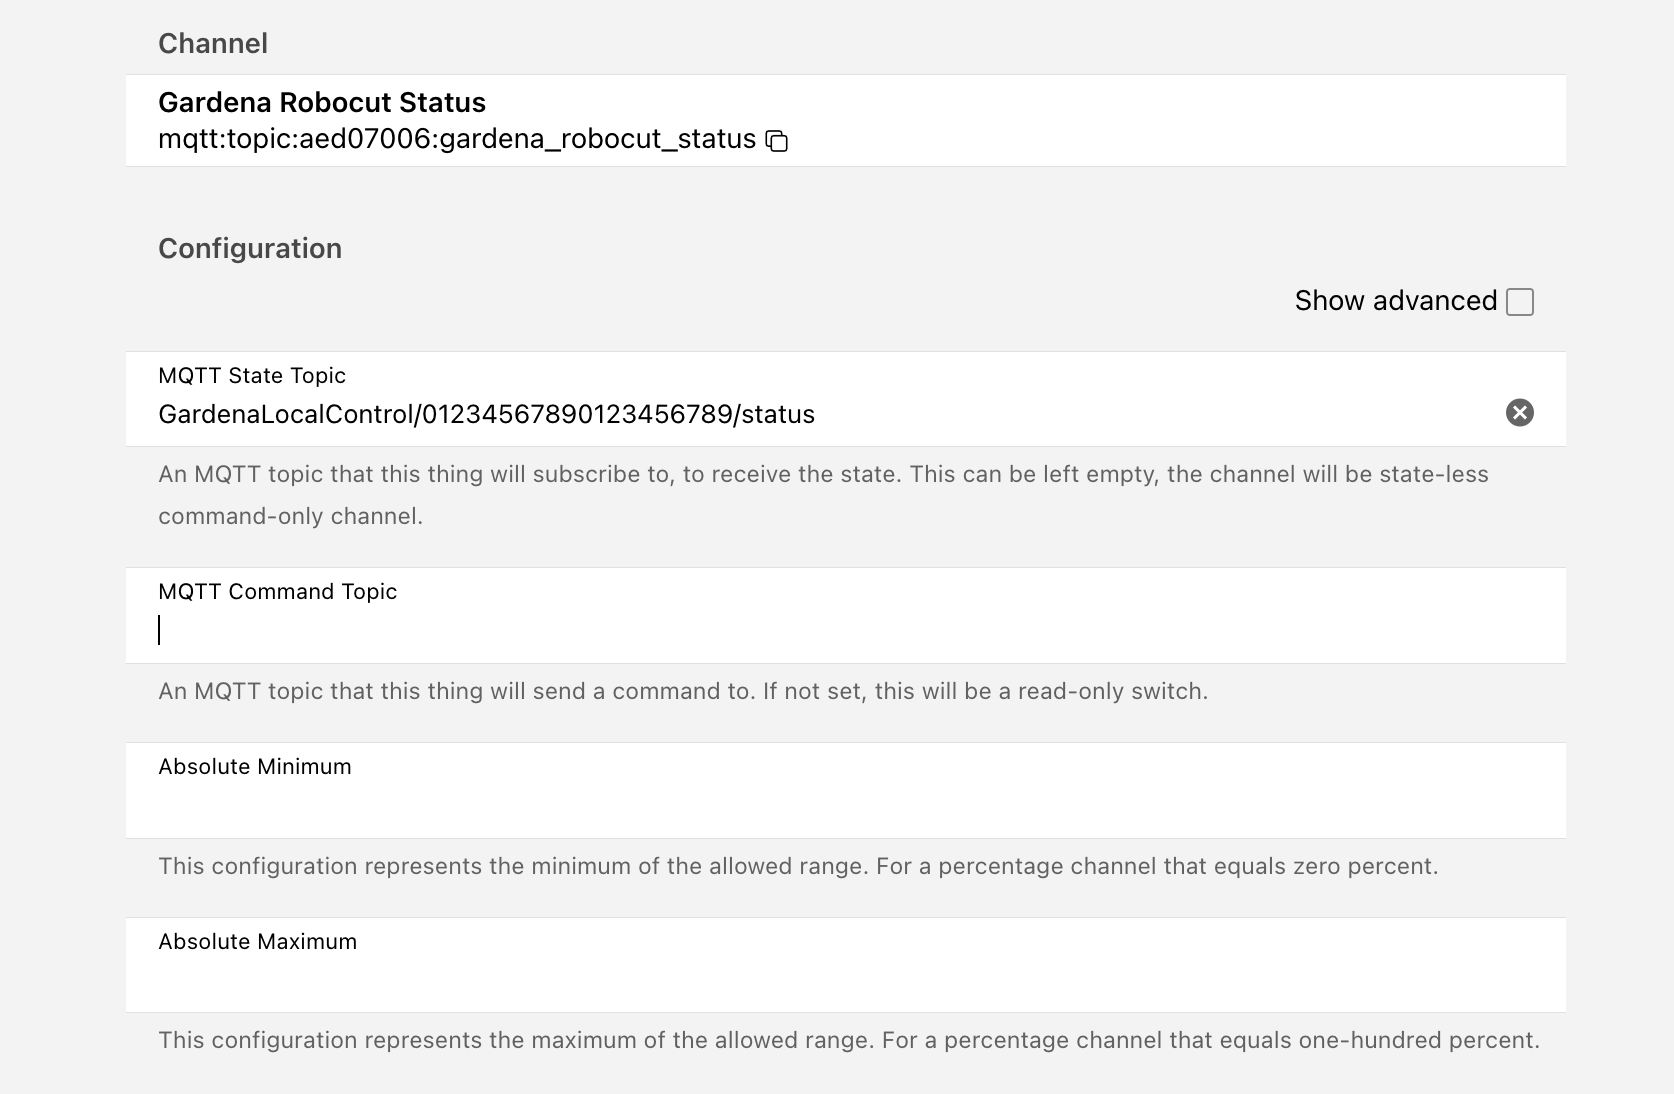 Channel
Gardena Robocut Status
mqtt:topic:aed07006:gardena_robocut_status
Configuration
Show advanced
MQTT State Topic
GardenaLocalControl/01234567890123456789/status
An MQTT topic that this thing will subscribe to, to receive the state. This can be left empty, the channel will be state-less
command-only channel.
MQTT Command Topic
An MQTT topic that this thing will send a command to. If not set, this will be a read-only switch.
Absolute Minimum
This configuration represents the minimum of the allowed range. For a percentage channel that equals zero percent.
Absolute Maximum
This configuration represents the maximum of the allowed range. For a percentage channel that equals one-hundred percent.